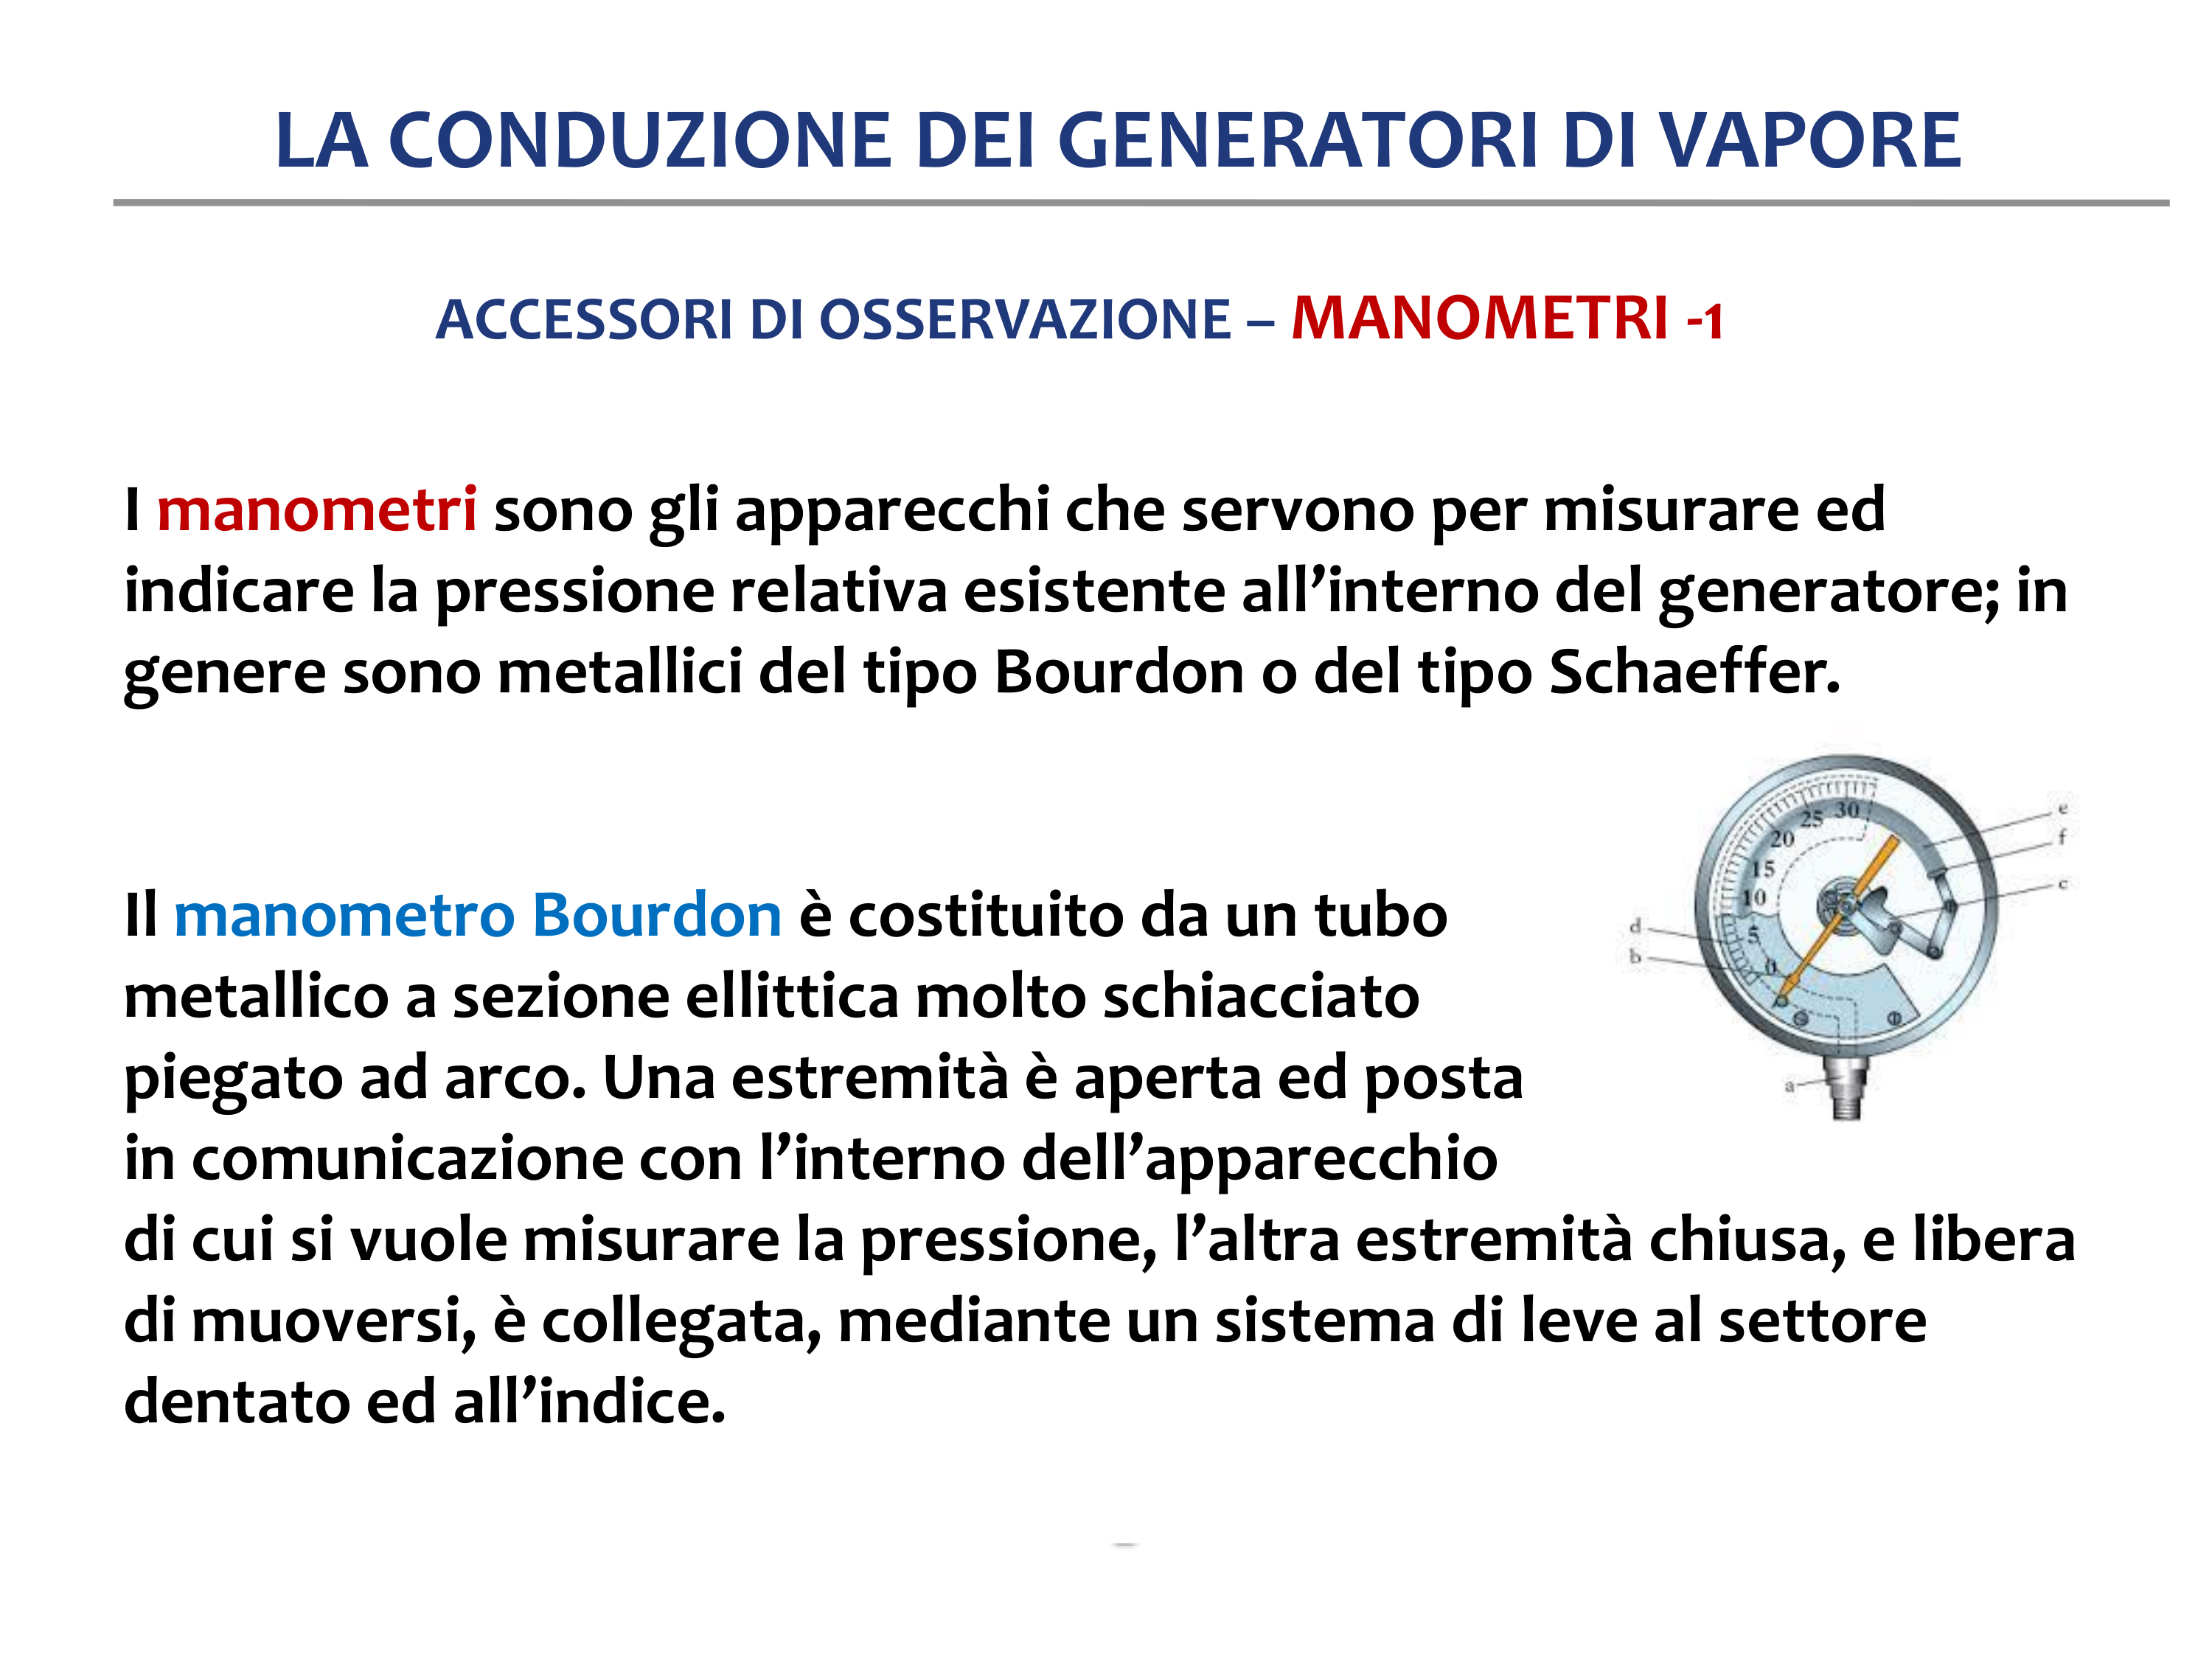 LA CONDUZIONE DEI GENERATORI DI VAPORE
ACCESSORI DI OSSERVAZIONE – MANOMETRI -1
I manometri sono gli apparecchi che servono per misurare ed
indicare la pressione relativa esistente all’interno del generatore; in
genere sono metallici del tipo Bourdon o del tipo Schaeffer.
Il manometro Bourdon è costituito da un tubo
metallico a sezione ellittica molto schiacciato
piegato ad arco. Una estremità è aperta ed posta
in comunicazione con l’interno dell’apparecchio
di cui si vuole misurare la pressione, l’altra estremità chiusa, e libera
di muoversi, è collegata, mediante un sistema di leve al settore
dentato ed all’indice.
30
25
20
15
10
5
0
e
f
c
d
b
a